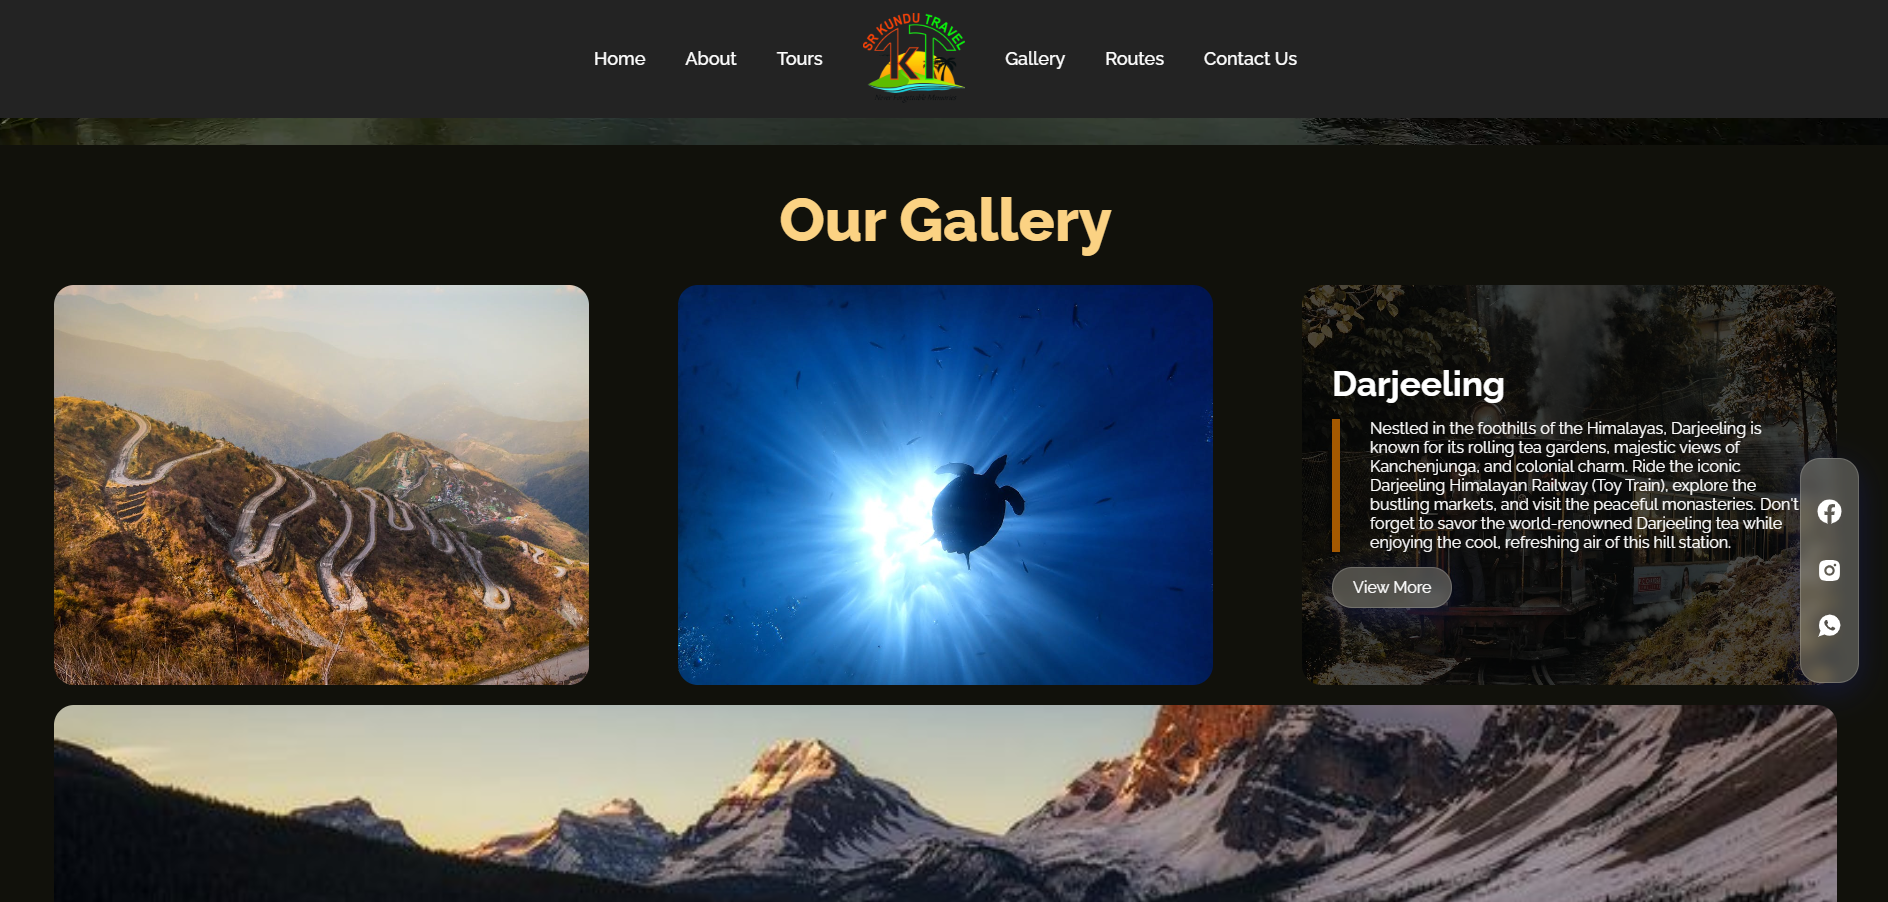 Home
About
Tours
SR KUNDU TRAVEL
KT
Gallery
Routes
Contact Us
Our Gallery
Darjeeling
Nestled in the foothills of the Himalayas, Darjeeling is
known for its rolling tea gardens, majestic views of
Kanchenjunga, and colonial charm. Ride the iconic
Darjeeling Himalayan Railway (Toy Train), explore the
bustling markets, and visit the peaceful monasteries. Don't
forget to savor the world-renowned Darjeeling tea while
enjoying the cool, refreshing air of this hill station.
View More